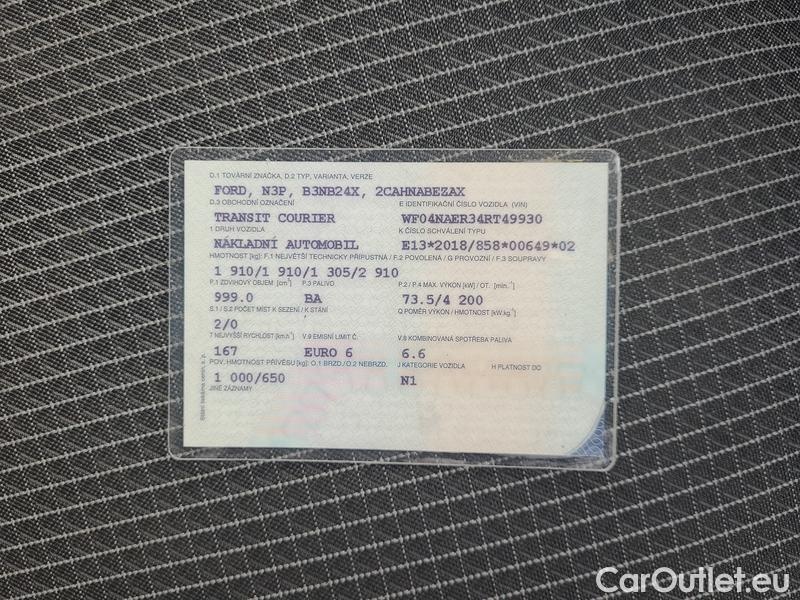 D.1 TOVÁRNÍ ZNAČKA, D.2 TYP, VARIANTA, VERZE
FORD, N3P, B3NB24X, 2CAHNABEZAX
D.3 OBCHODNÍ OZNAČENÍ E IDENTIFIKAČNÍ ČÍSLO VOZIDLA (VIN)
TRANSIT COURIER WF04NAER34RT49930
1 DRUH VOZIDLA K ČÍSLO SCHVÁLENÍ TYPU
NÁKLADNÍ AUTOMOBIL E13*2018/858*00649*02
HMOTNOST [kg]: F.1 NEJVĚTŠÍ TECHNICKY PŘÍPUSTNÁ / F.2 POVOLENÁ / G PROVOZNÍ / F.3 SOUPRAVY
1 910/1 910/1 305/2 910
P.1 ZDVIHOVÝ OBJEM [cm³] P.3 PALIVO P.2 / P.4 MAX. VÝKON [kW] / OT. [min.⁻¹]
999.0 BA 73.5/4 200
S.1 / S.2 POČET MÍST K SEZENÍ / K STÁNÍ Q POMĚR VÝKON / HMOTNOST [kW.kg⁻¹]
2/0
T NEJVYŠŠÍ RYCHLOST [km.h⁻¹] V.9 EMISNÍ LIMIT Č. V.8 KOMBINOVANÁ SPOTŘEBA PALIVA
167 EURO 6 6.6
POV. HMOTNOST PŘÍVĚSU [kg]: O.1 BRZD./O.2 NEBRZD. J KATEGORIE VOZIDLA H PLATNOST DO
1 000/650 N1
JINÉ ZÁZNAMY
Státní tiskárna cenin, s. p.
CarOutlet.eu